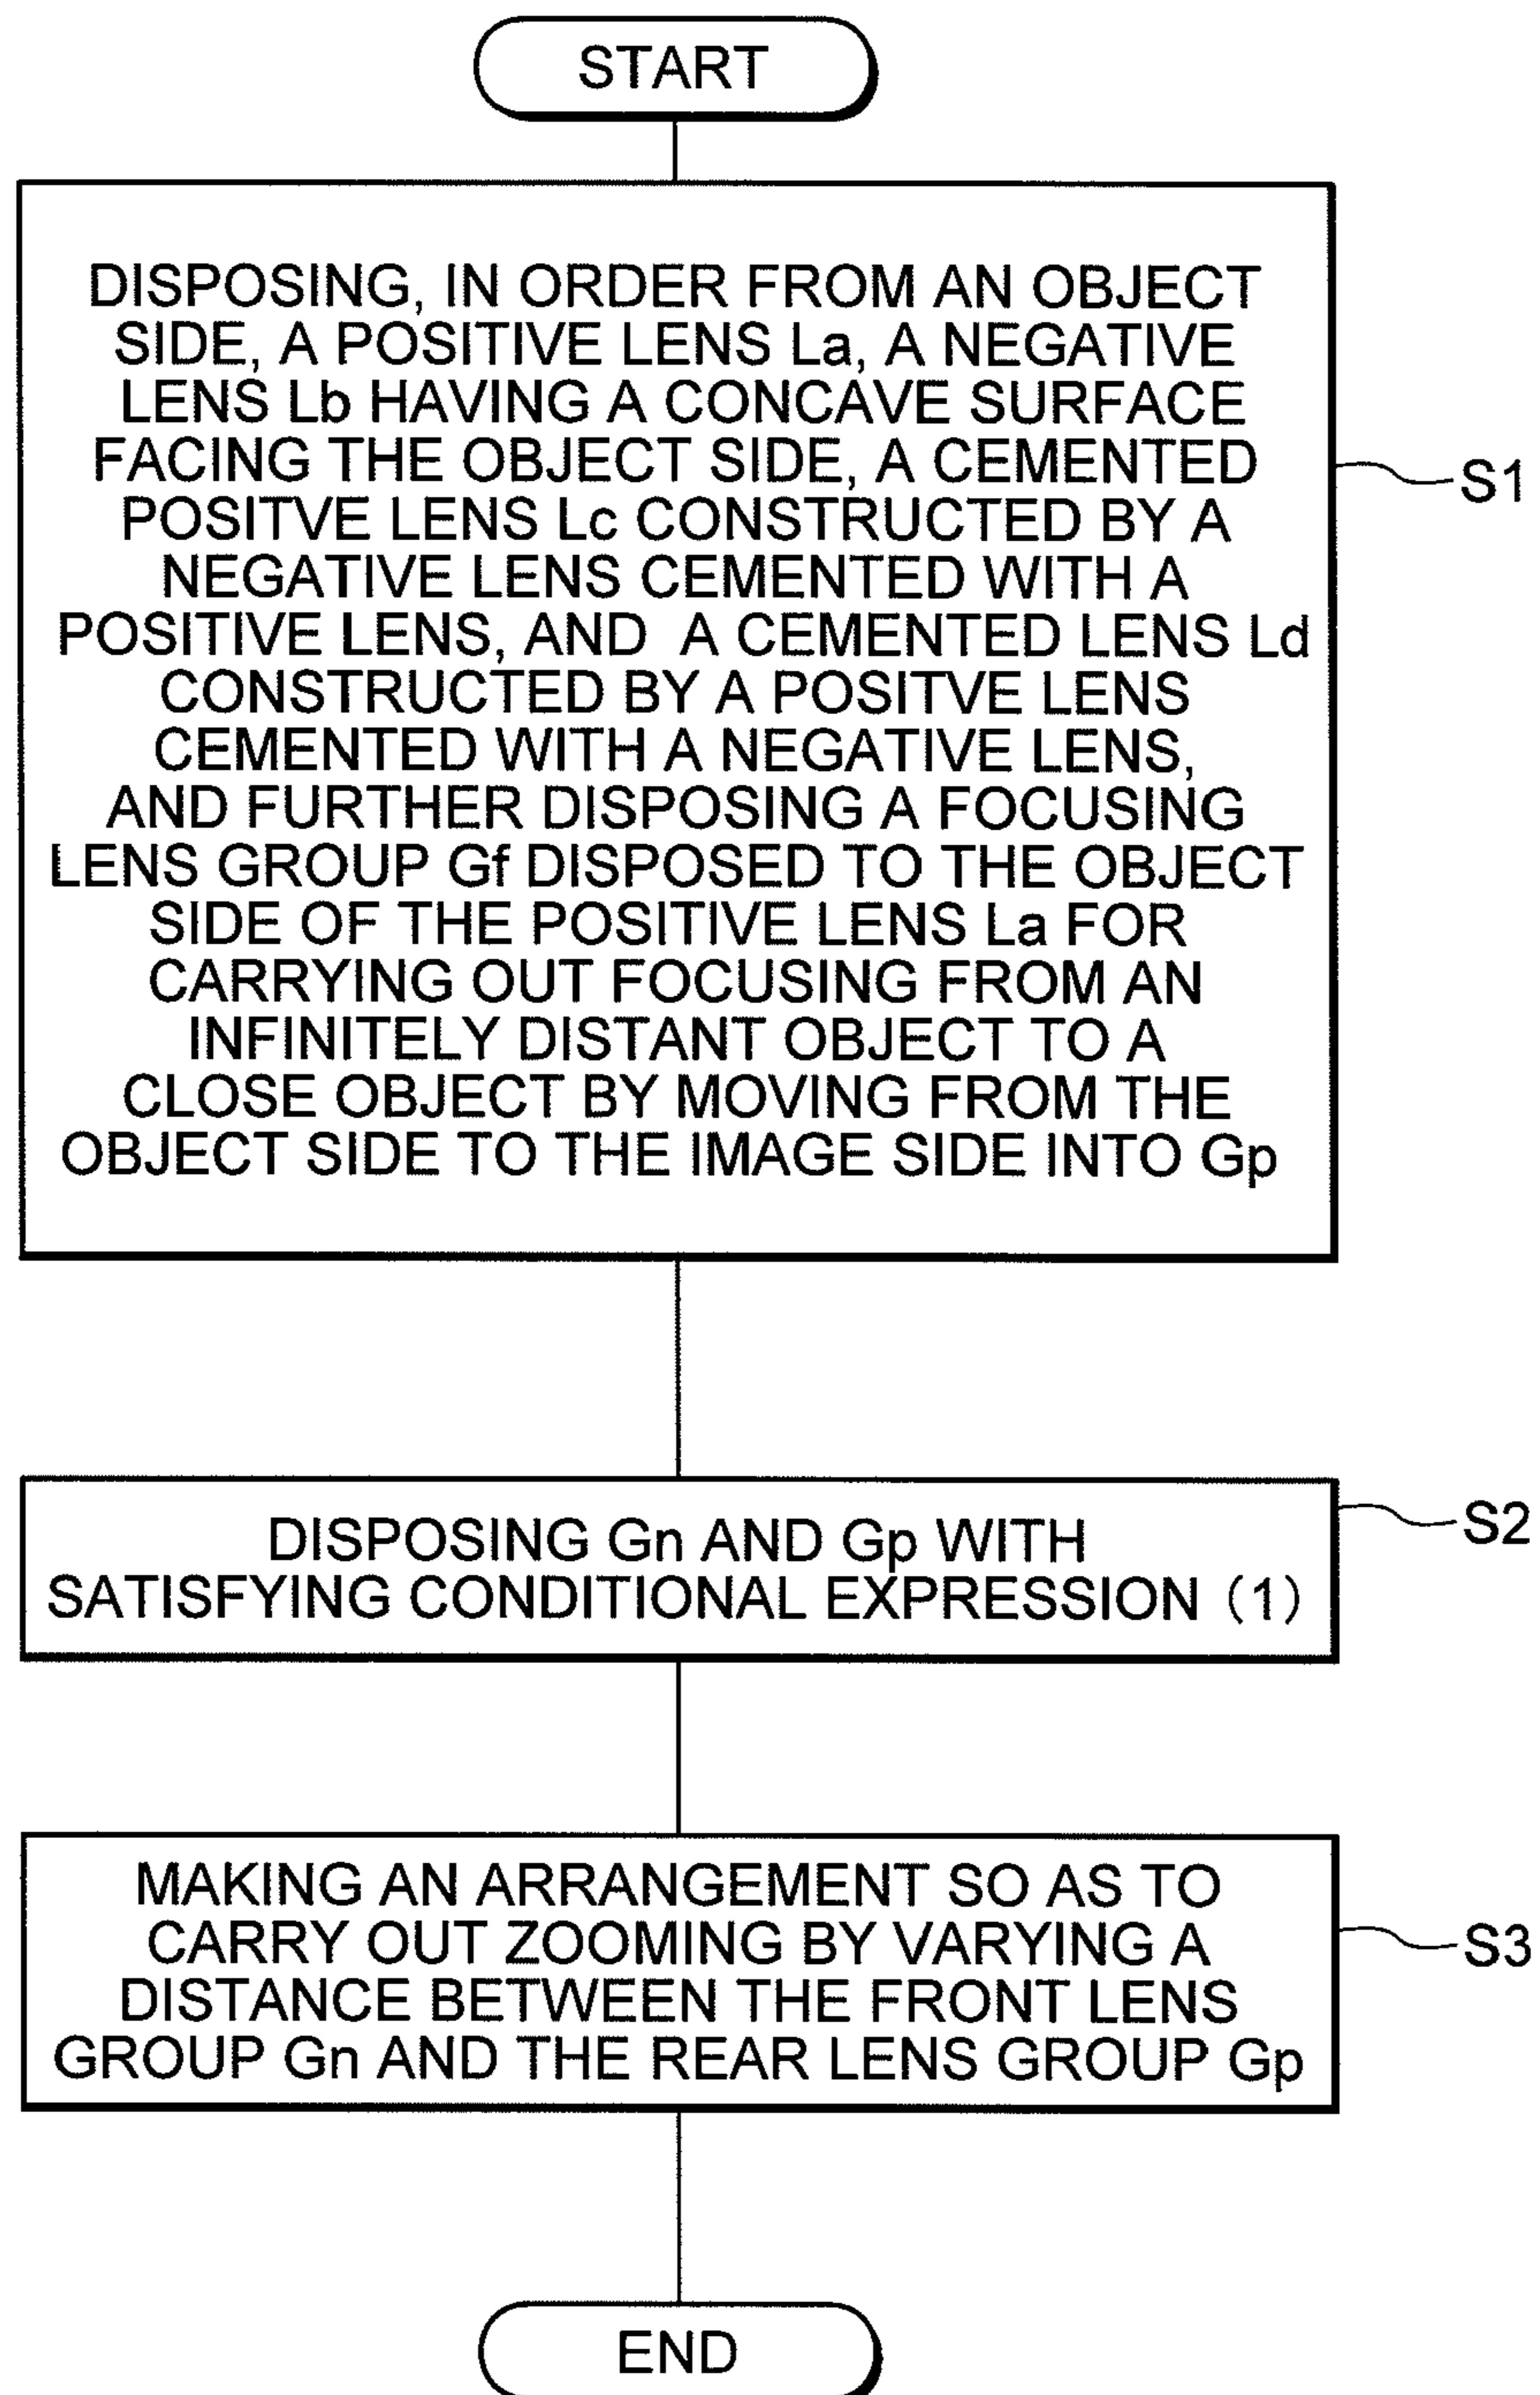 START
DISPOSING, IN ORDER FROM AN OBJECT
SIDE, A POSITIVE LENS La, A NEGATIVE
LENS Lb HAVING A CONCAVE SURFACE
FACING THE OBJECT SIDE, A CEMENTED
POSITVE LENS Lc CONSTRUCTED BY A
NEGATIVE LENS CEMENTED WITH A
POSITIVE LENS, AND A CEMENTED LENS Ld
CONSTRUCTED BY A POSITVE LENS
CEMENTED WITH A NEGATIVE LENS,
AND FURTHER DISPOSING A FOCUSING
LENS GROUP Gf DISPOSED TO THE OBJECT
SIDE OF THE POSITIVE LENS La FOR
CARRYING OUT FOCUSING FROM AN
INFINITELY DISTANT OBJECT TO A
CLOSE OBJECT BY MOVING FROM THE
OBJECT SIDE TO THE IMAGE SIDE INTO Gp
S1
DISPOSING Gn AND Gp WITH
SATISFYING CONDITIONAL EXPRESSION (1)
S2
MAKING AN ARRANGEMENT SO AS TO
CARRY OUT ZOOMING BY VARYING A
DISTANCE BETWEEN THE FRONT LENS
GROUP Gn AND THE REAR LENS GROUP Gp
S3
END